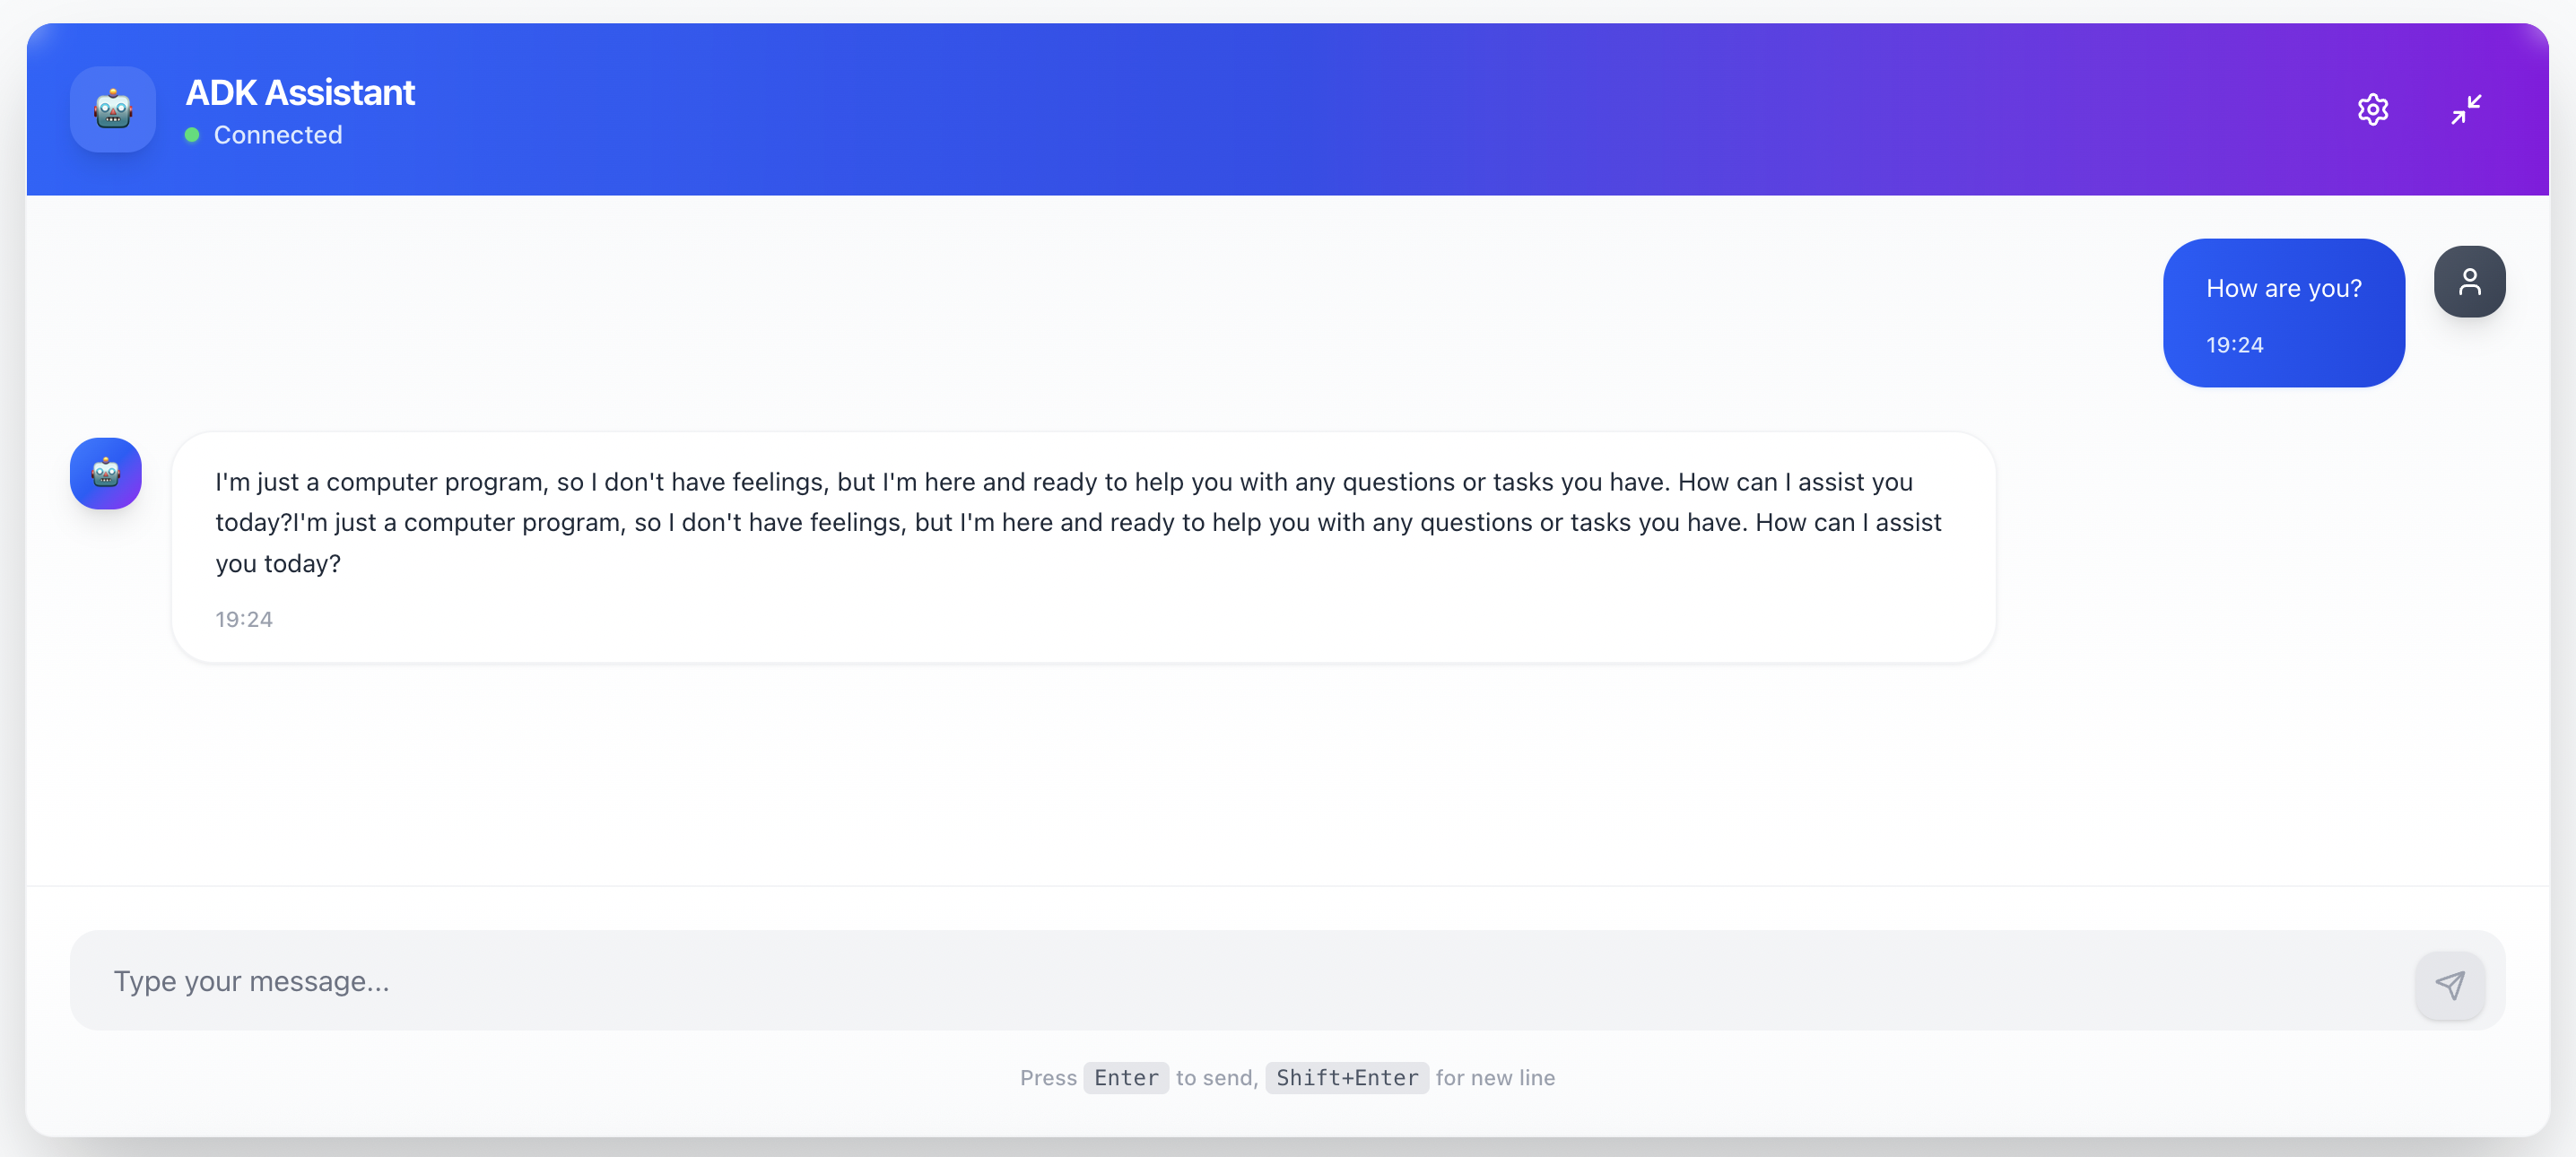 ADK Assistant
Connected
How are you?
19:24
I'm just a computer program, so I don't have feelings, but I'm here and ready to help you with any questions or tasks you have. How can I assist you
today?I'm just a computer program, so I don't have feelings, but I'm here and ready to help you with any questions or tasks you have. How can I assist
you today?
19:24
Type your message...
Press Enter to send, Shift+Enter for new line